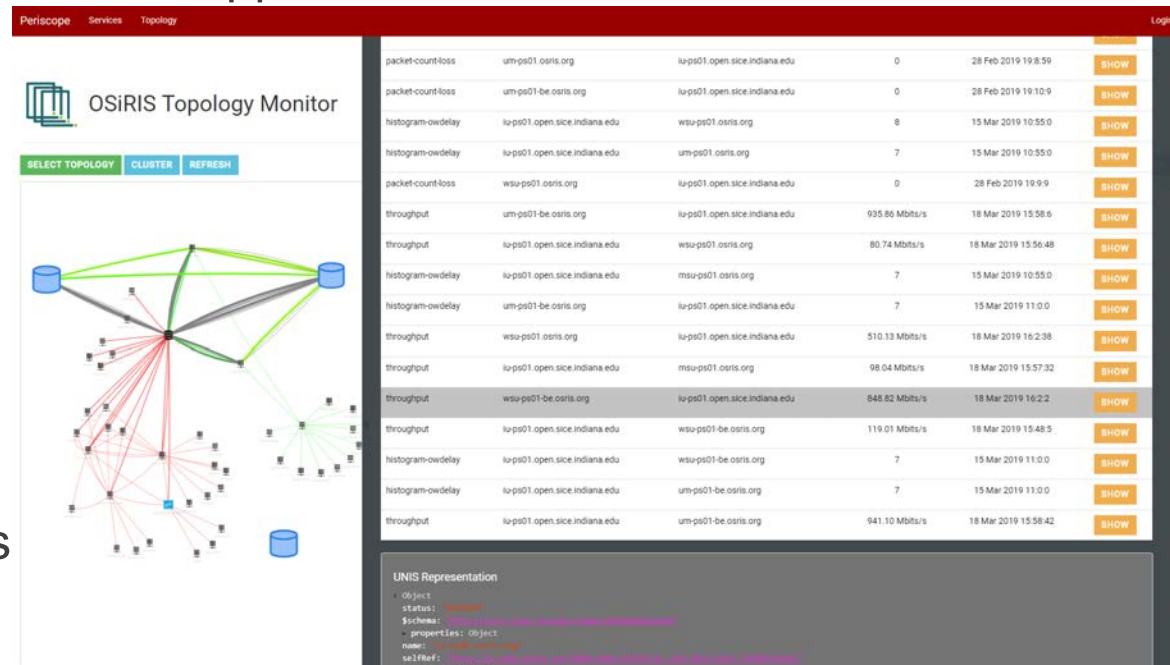 Periscope Services Topology Login
OSiRIS Topology Monitor
SELECT TOPOLOGY CLUSTER REFRESH
packet-count-loss um-ps01.osris.org iu-ps01.open.sice.indiana.edu 0 28 Feb 2019 19:8:59 SHOW
packet-count-loss um-ps01-be.osris.org iu-ps01.open.sice.indiana.edu 0 28 Feb 2019 19:10:9 SHOW
histogram-owdelay iu-ps01.open.sice.indiana.edu wsu-ps01.osris.org 8 15 Mar 2019 10:55:0 SHOW
histogram-owdelay iu-ps01.open.sice.indiana.edu um-ps01.osris.org 7 15 Mar 2019 10:55:0 SHOW
packet-count-loss wsu-ps01.osris.org iu-ps01.open.sice.indiana.edu 0 28 Feb 2019 19:9:9 SHOW
throughput um-ps01-be.osris.org iu-ps01.open.sice.indiana.edu 935.86 Mbits/s 18 Mar 2019 15:58:6 SHOW
throughput iu-ps01.open.sice.indiana.edu wsu-ps01.osris.org 80.74 Mbits/s 18 Mar 2019 15:56:48 SHOW
histogram-owdelay iu-ps01.open.sice.indiana.edu msu-ps01.osris.org 7 15 Mar 2019 10:55:0 SHOW
histogram-owdelay um-ps01-be.osris.org iu-ps01.open.sice.indiana.edu 7 15 Mar 2019 11:0:0 SHOW
throughput wsu-ps01.osris.org iu-ps01.open.sice.indiana.edu 510.13 Mbits/s 18 Mar 2019 16:2:38 SHOW
throughput iu-ps01.open.sice.indiana.edu msu-ps01.osris.org 98.04 Mbits/s 18 Mar 2019 15:57:32 SHOW
throughput wsu-ps01-be.osris.org iu-ps01.open.sice.indiana.edu 848.82 Mbits/s 18 Mar 2019 16:2:2 SHOW
throughput iu-ps01.open.sice.indiana.edu wsu-ps01-be.osris.org 119.01 Mbits/s 18 Mar 2019 15:48:5 SHOW
histogram-owdelay iu-ps01.open.sice.indiana.edu wsu-ps01-be.osris.org 7 15 Mar 2019 11:0:0 SHOW
histogram-owdelay iu-ps01.open.sice.indiana.edu um-ps01-be.osris.org 7 15 Mar 2019 11:0:0 SHOW
throughput iu-ps01.open.sice.indiana.edu um-ps01-be.osris.org 941.10 Mbits/s 18 Mar 2019 15:58:42 SHOW
s
UNIS Representation
Object
status:
$schema:
properties: Object
name:
selfRef: